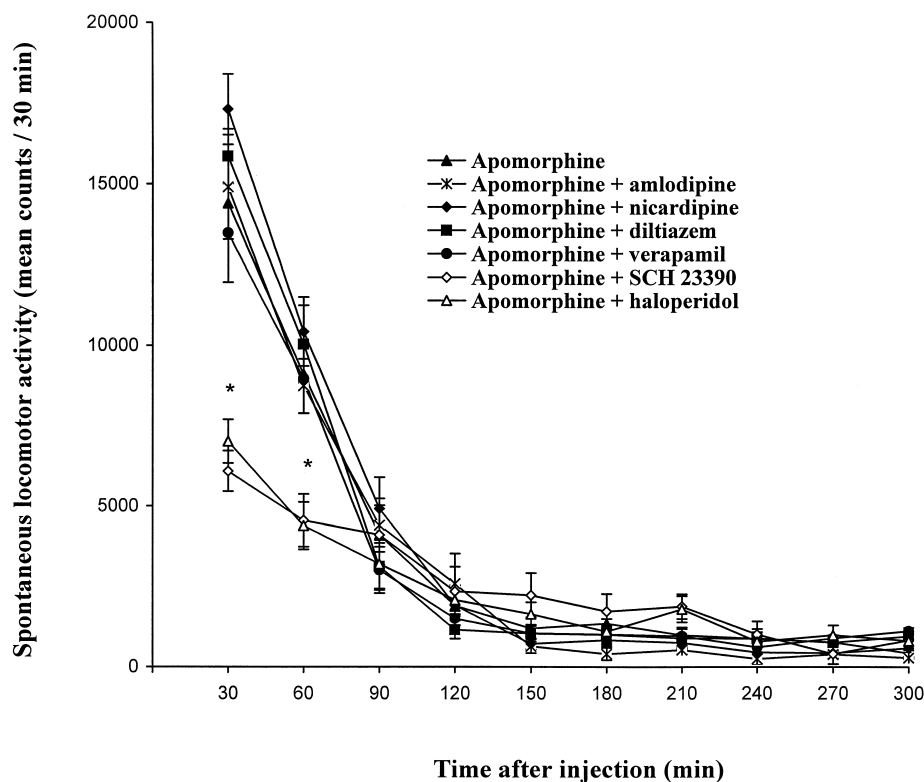 Spontaneous locomotor activity (mean counts / 30 min)
20000
15000
10000
5000
0
Apomorphine
Apomorphine + amlodipine
Apomorphine + nicardipine
Apomorphine + diltiazem
Apomorphine + verapamil
Apomorphine + SCH 23390
Apomorphine + haloperidol
*
*
30 60 90 120 150 180 210 240 270 300
Time after injection (min)